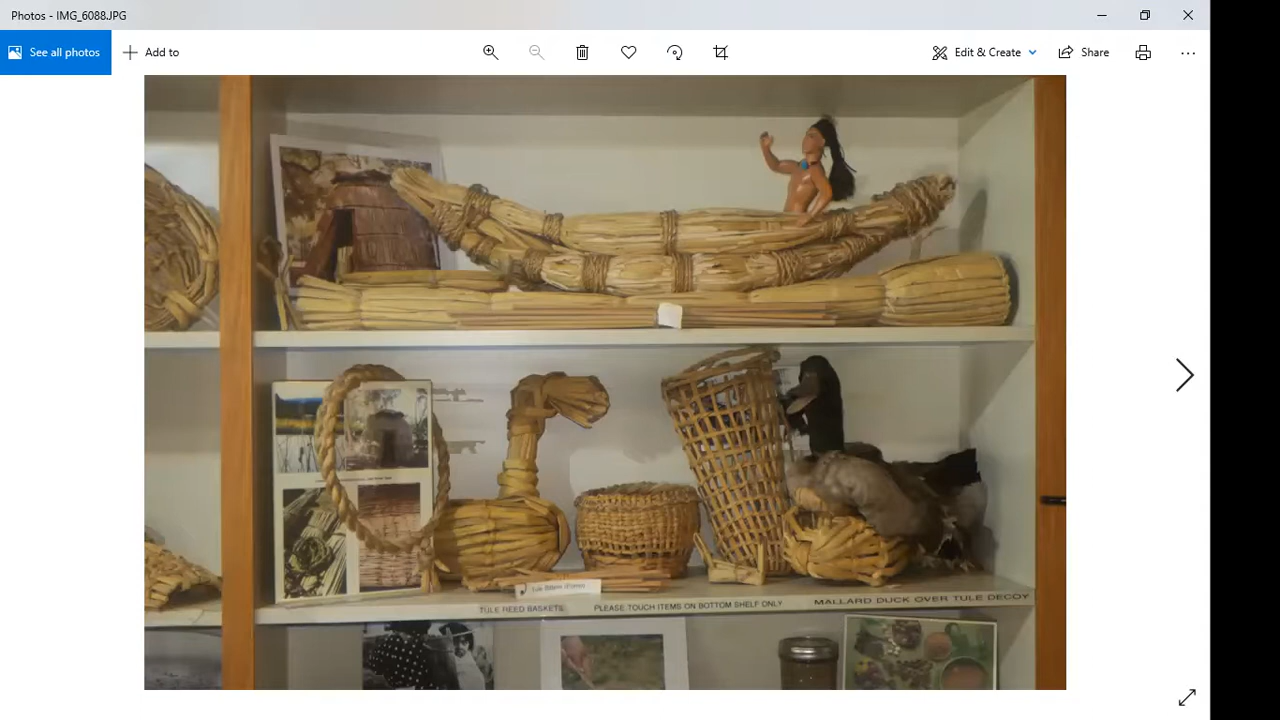 Photos - IMG_6088.JPG
See all photos
Add to
Edit & Create
Share
TULE REED BASKETS
PLEASE TOUCH ITEMS ON BOTTOM SHELF ONLY
MALLARD DUCK OVER TULE DECOY